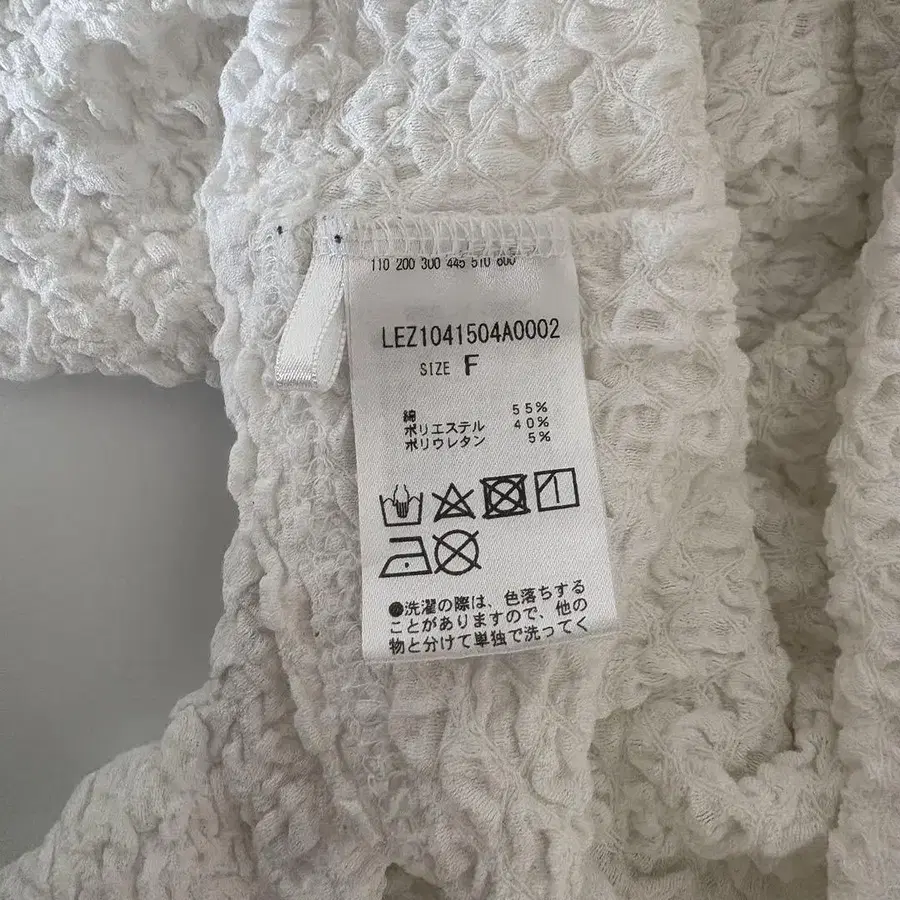 110 200 300 445 510 600
LEZ1041504A0002
SIZE F
綿 55%
ポリエステル 40%
ポリウレタン 5%
●洗濯の際は、色落ちする
ことがありますので、他の
物と分けて単独で洗ってく